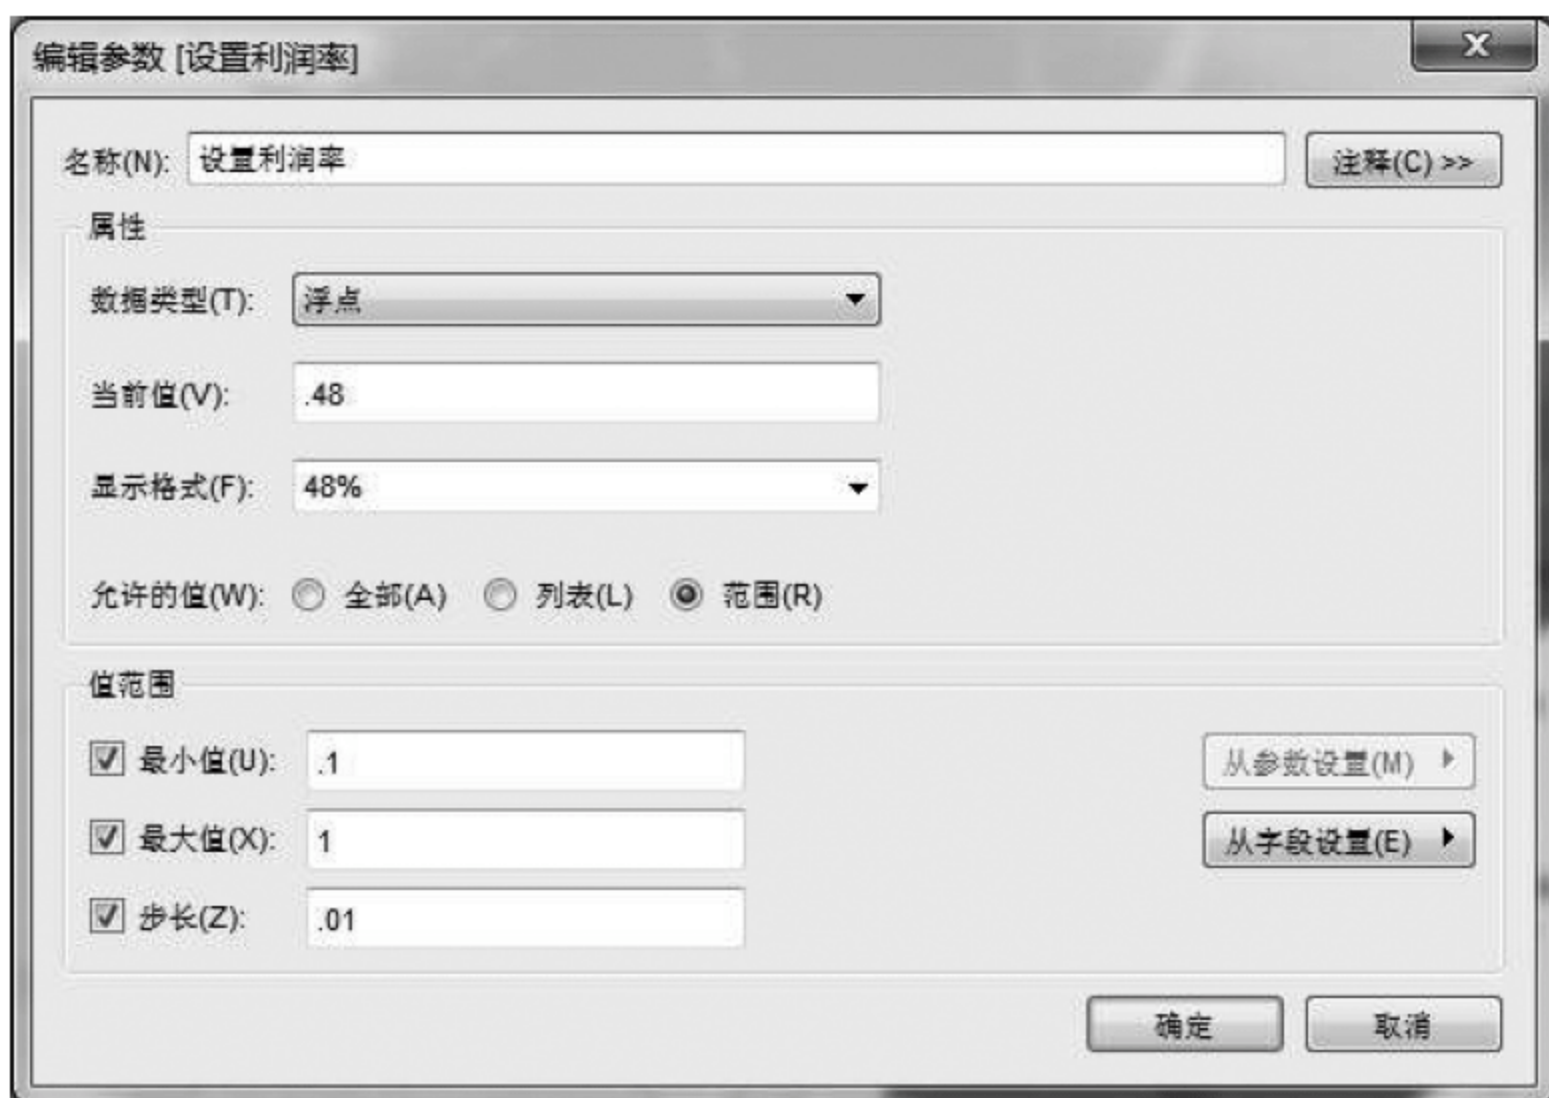 编辑参数 [设置利润率]
名称(N): 设置利润率 注释(C) >>
属性
数据类型(T): 浮点
当前值(V): .48
显示格式(F): 48%
允许的值(W): 全部(A) 列表(L) 范围(R)
值范围
最小值(U): .1 从参数设置(M)
最大值(X): 1 从字段设置(E)
步长(Z): .01
确定 取消